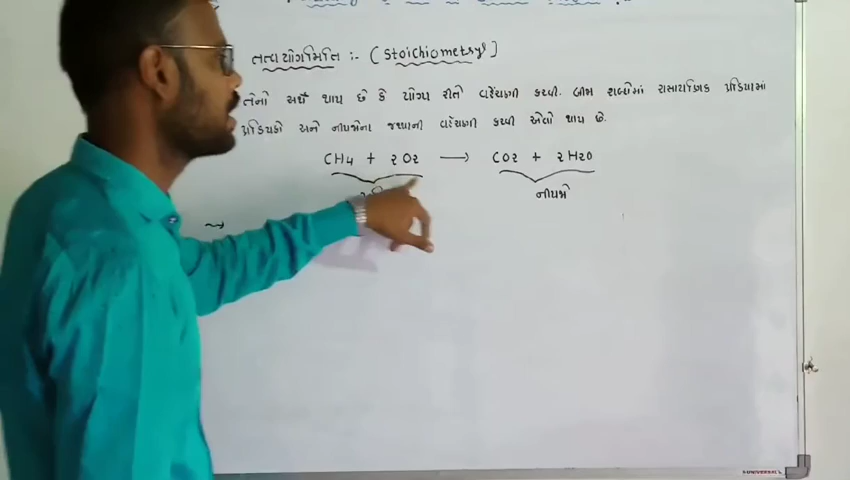 તત્વયોગમિતિ :- (Stoichiometry)
તેનો અર્થ થાય છે કે યોગ્ય રીતે વહેંચણી કરવી. બીજા શબ્દોમાં રાસાયણિક પ્રક્રિયામાં
પ્રક્રિયકો અને નીપજોના જથ્થાની વહેંચણી કરવી એવો થાય છે.
CH4 + 2O2 → CO2 + 2H2O
નીપજો
SUNIVERSAL